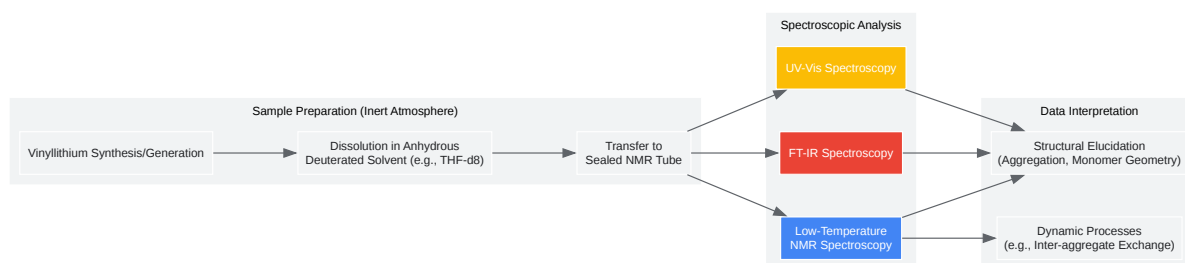 Sample Preparation (Inert Atmosphere)
Vinyllithium Synthesis/Generation
Dissolution in Anhydrous
Deuterated Solvent (e.g., THF-d8)
Transfer to
Sealed NMR Tube
Spectroscopic Analysis
UV-Vis Spectroscopy
FT-IR Spectroscopy
Low-Temperature
NMR Spectroscopy
Data Interpretation
Structural Elucidation
(Aggregation, Monomer Geometry)
Dynamic Processes
(e.g., Inter-aggregate Exchange)